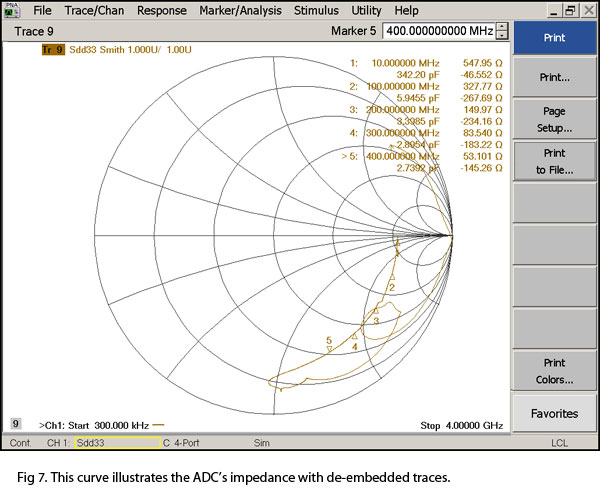 PNA
File Trace/Chan Response Marker/Analysis Stimulus Utility Help
Trace 9 Marker 5 400.000000000 MHz
Tr 9 Sdd33 Smith 1.000U/ 1.00U
1: 10.000000 MHz 547.95 Ω
342.20 pF -46.552 Ω
2: 100.000000 MHz 327.77 Ω
5.9455 pF -267.69 Ω
3: 200.000000 MHz 149.97 Ω
3.3985 pF -234.16 Ω
4: 300.000000 MHz 83.540 Ω
2.8954 pF -183.22 Ω
> 5: 400.000000 MHz 53.101 Ω
2.7392 pF -145.26 Ω
1
2
3
4
5
9 >Ch1: Start 300.000 kHz Stop 4.00000 GHz
Cont. CH 1: Sdd33 C 4-Port Sim LCL
Print
Print...
Page
Setup...
Print
to File...
Print
Colors...
Favorites
Fig 7. This curve illustrates the ADC's impedance with de-embedded traces.